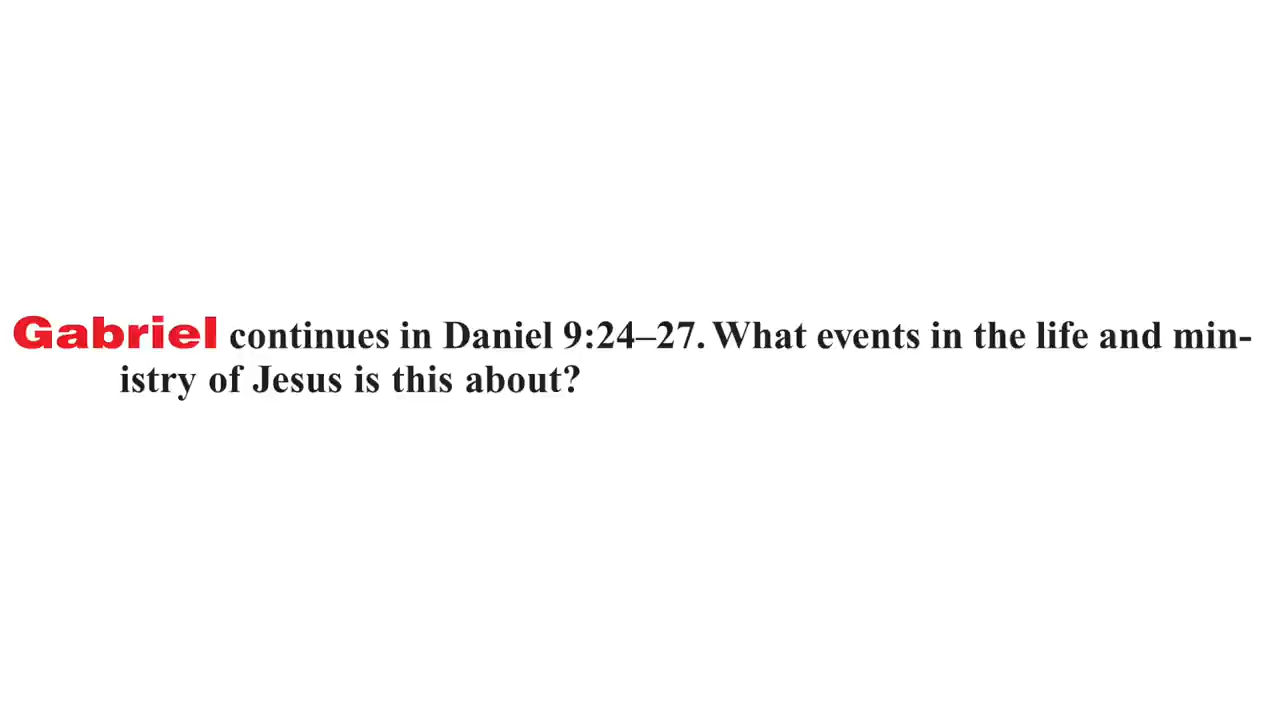 Gabriel continues in Daniel 9:24–27. What events in the life and min-
istry of Jesus is this about?